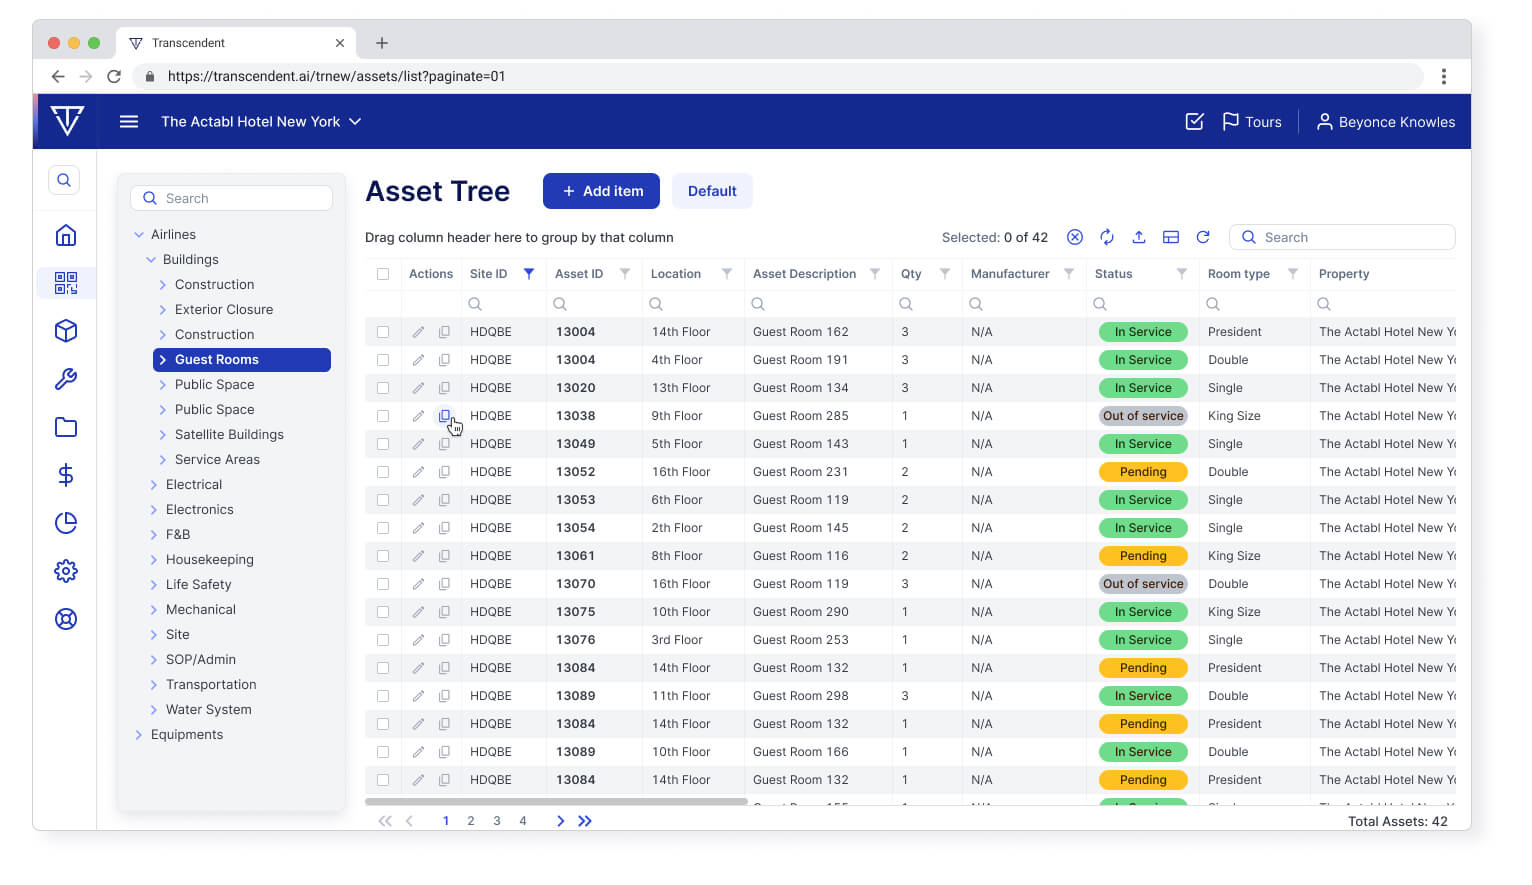 Transcendent
https://transcendent.ai/trnew/assets/list?paginate=01
The Actabl Hotel New York
Tours
Beyonce Knowles
Search
Airlines
Buildings
Construction
Exterior Closure
Construction
Guest Rooms
Public Space
Public Space
Satellite Buildings
Service Areas
Electrical
Electronics
F&B
Housekeeping
Life Safety
Mechanical
Site
SOP/Admin
Transportation
Water System
Equipments
Asset Tree
+ Add item
Default
Drag column header here to group by that column
Selected: 0 of 42
Search
Actions Site ID Asset ID Location Asset Description Qty Manufacturer Status Room type Property
HDQBE 13004 14th Floor Guest Room 162 3 N/A In Service President The Actabl Hotel New Yo
HDQBE 13004 4th Floor Guest Room 191 3 N/A In Service Double The Actabl Hotel New Yo
HDQBE 13020 13th Floor Guest Room 134 3 N/A In Service Single The Actabl Hotel New Yo
HDQBE 13038 9th Floor Guest Room 285 1 N/A Out of service King Size The Actabl Hotel New Yo
HDQBE 13049 5th Floor Guest Room 143 1 N/A In Service Single The Actabl Hotel New Yo
HDQBE 13052 16th Floor Guest Room 231 2 N/A Pending Double The Actabl Hotel New Yo
HDQBE 13053 6th Floor Guest Room 119 2 N/A In Service Single The Actabl Hotel New Yo
HDQBE 13054 2th Floor Guest Room 145 2 N/A In Service Single The Actabl Hotel New Yo
HDQBE 13061 8th Floor Guest Room 116 2 N/A Pending King Size The Actabl Hotel New Yo
HDQBE 13070 16th Floor Guest Room 119 3 N/A Out of service Double The Actabl Hotel New Yo
HDQBE 13075 10th Floor Guest Room 290 1 N/A In Service King Size The Actabl Hotel New Yo
HDQBE 13076 3rd Floor Guest Room 253 1 N/A In Service Single The Actabl Hotel New Yo
HDQBE 13084 14th Floor Guest Room 132 1 N/A Pending President The Actabl Hotel New Yo
HDQBE 13089 11th Floor Guest Room 298 3 N/A In Service Double The Actabl Hotel New Yo
HDQBE 13084 14th Floor Guest Room 132 1 N/A Pending President The Actabl Hotel New Yo
HDQBE 13089 10th Floor Guest Room 166 1 N/A In Service Double The Actabl Hotel New Yo
HDQBE 13084 14th Floor Guest Room 132 1 N/A Pending President The Actabl Hotel New Yo
1 2 3 4
Total Assets: 42